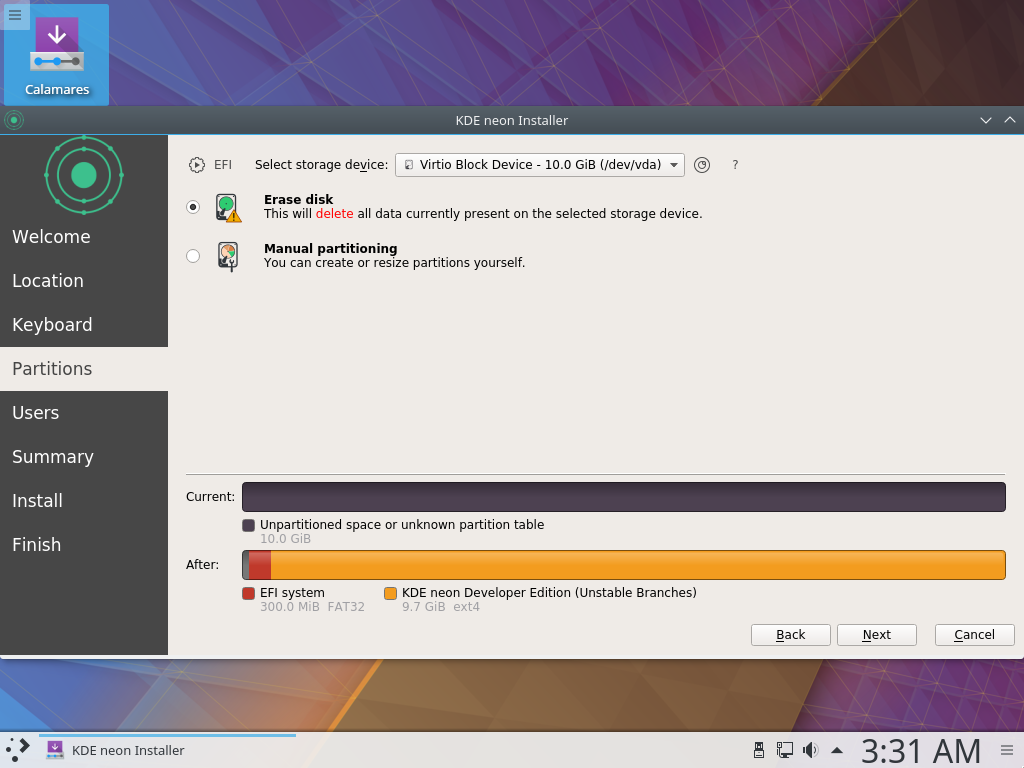 Calamares
KDE neon Installer
EFI Select storage device: Virtio Block Device - 10.0 GiB (/dev/vda) ?
Erase disk
This will delete all data currently present on the selected storage device.
Manual partitioning
You can create or resize partitions yourself.
Welcome
Location
Keyboard
Partitions
Users
Summary
Install
Finish
Current:
Unpartitioned space or unknown partition table
10.0 GiB
After:
EFI system KDE neon Developer Edition (Unstable Branches)
300.0 MiB FAT32 9.7 GiB ext4
Back Next Cancel
KDE neon Installer 3:31 AM